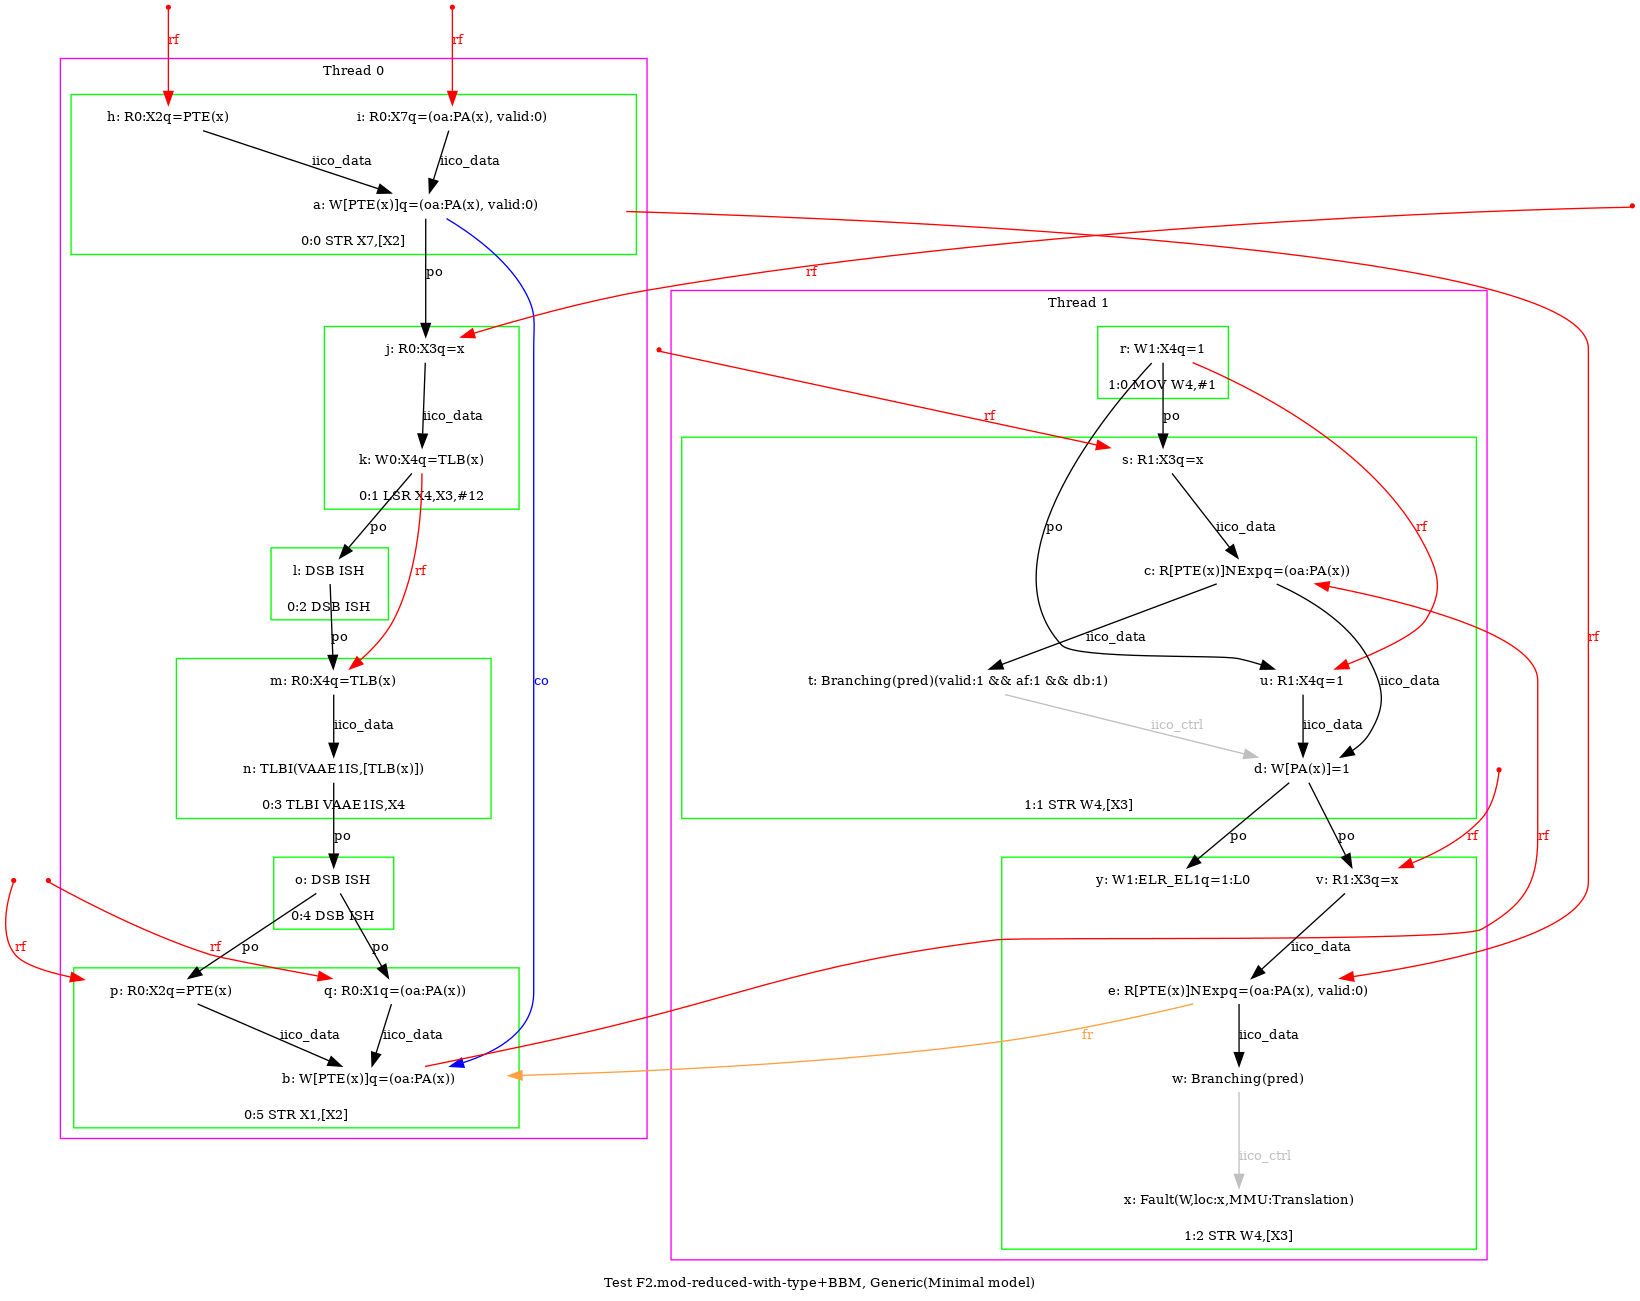 rf
rf
Thread 0
h: R0:X2q=PTE(x)
i: R0:X7q=(oa:PA(x), valid:0)
iico_data
iico_data
a: W[PTE(x)]q=(oa:PA(x), valid:0)
0:0 STR X7,[X2]
po
rf
Thread 1
j: R0:X3q=x
r: W1:X4q=1
1:0 MOV W4,#1
iico_data
rf
po
k: W0:X4q=TLB(x)
s: R1:X3q=x
0:1 LSR X4,X3,#12
po
po
iico_data
rf
l: DSB ISH
rf
c: R[PTE(x)]NExpq=(oa:PA(x))
0:2 DSB ISH
po
iico_data
rf
m: R0:X4q=TLB(x)
co
t: Branching(pred)(valid:1 && af:1 && db:1)
u: R1:X4q=1
iico_data
iico_data
iico_ctrl
iico_data
n: TLBI(VAAE1IS,[TLB(x)])
d: W[PA(x)]=1
0:3 TLBI VAAE1IS,X4
1:1 STR W4,[X3]
po
po
po
rf
rf
o: DSB ISH
y: W1:ELR_EL1q=1:L0
v: R1:X3q=x
0:4 DSB ISH
rf
rf
po
po
iico_data
p: R0:X2q=PTE(x)
q: R0:X1q=(oa:PA(x))
e: R[PTE(x)]NExpq=(oa:PA(x), valid:0)
iico_data
iico_data
fr
iico_data
b: W[PTE(x)]q=(oa:PA(x))
w: Branching(pred)
0:5 STR X1,[X2]
iico_ctrl
x: Fault(W,loc:x,MMU:Translation)
1:2 STR W4,[X3]
Test F2.mod-reduced-with-type+BBM, Generic(Minimal model)